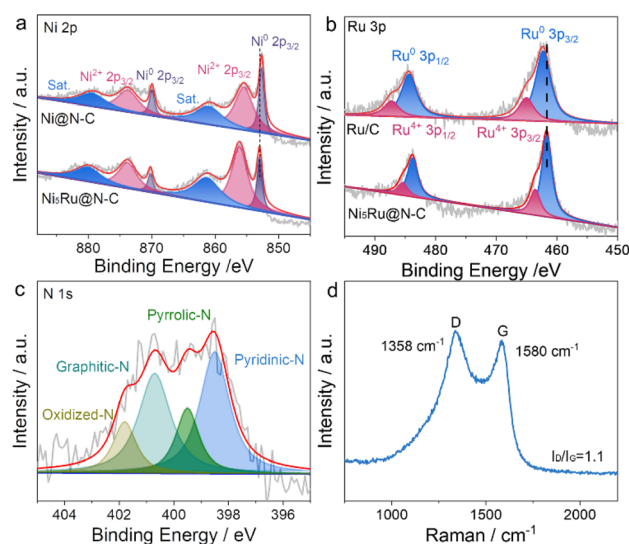 a
Ni 2p
Ni⁰ 2p₃/₂
Ni²⁺ 2p₃/₂
Ni⁰ 2p₃/₂
Ni²⁺ 2p₃/₂
Sat.
Sat.
Ni@N-C
Ni₅Ru@N-C
Intensity / a.u.
880
870
860
850
Binding Energy /eV
b
Ru 3p
Ru⁰ 3p₁/₂
Ru⁰ 3p₃/₂
Ru/C
Ru⁴⁺ 3p₁/₂
Ru⁴⁺ 3p₃/₂
Ni₅Ru@N-C
Intensity / a.u.
490
480
470
460
450
Binding Energy /eV
c
N 1s
Pyrrolic-N
Graphitic-N
Pyridinic-N
Oxidized-N
Intensity / a.u.
404
402
400
398
396
Binding Energy / eV
d
D
G
1358 cm⁻¹
1580 cm⁻¹
I_D/I_G=1.1
Intensity / a.u.
1000
1500
2000
Raman / cm⁻¹